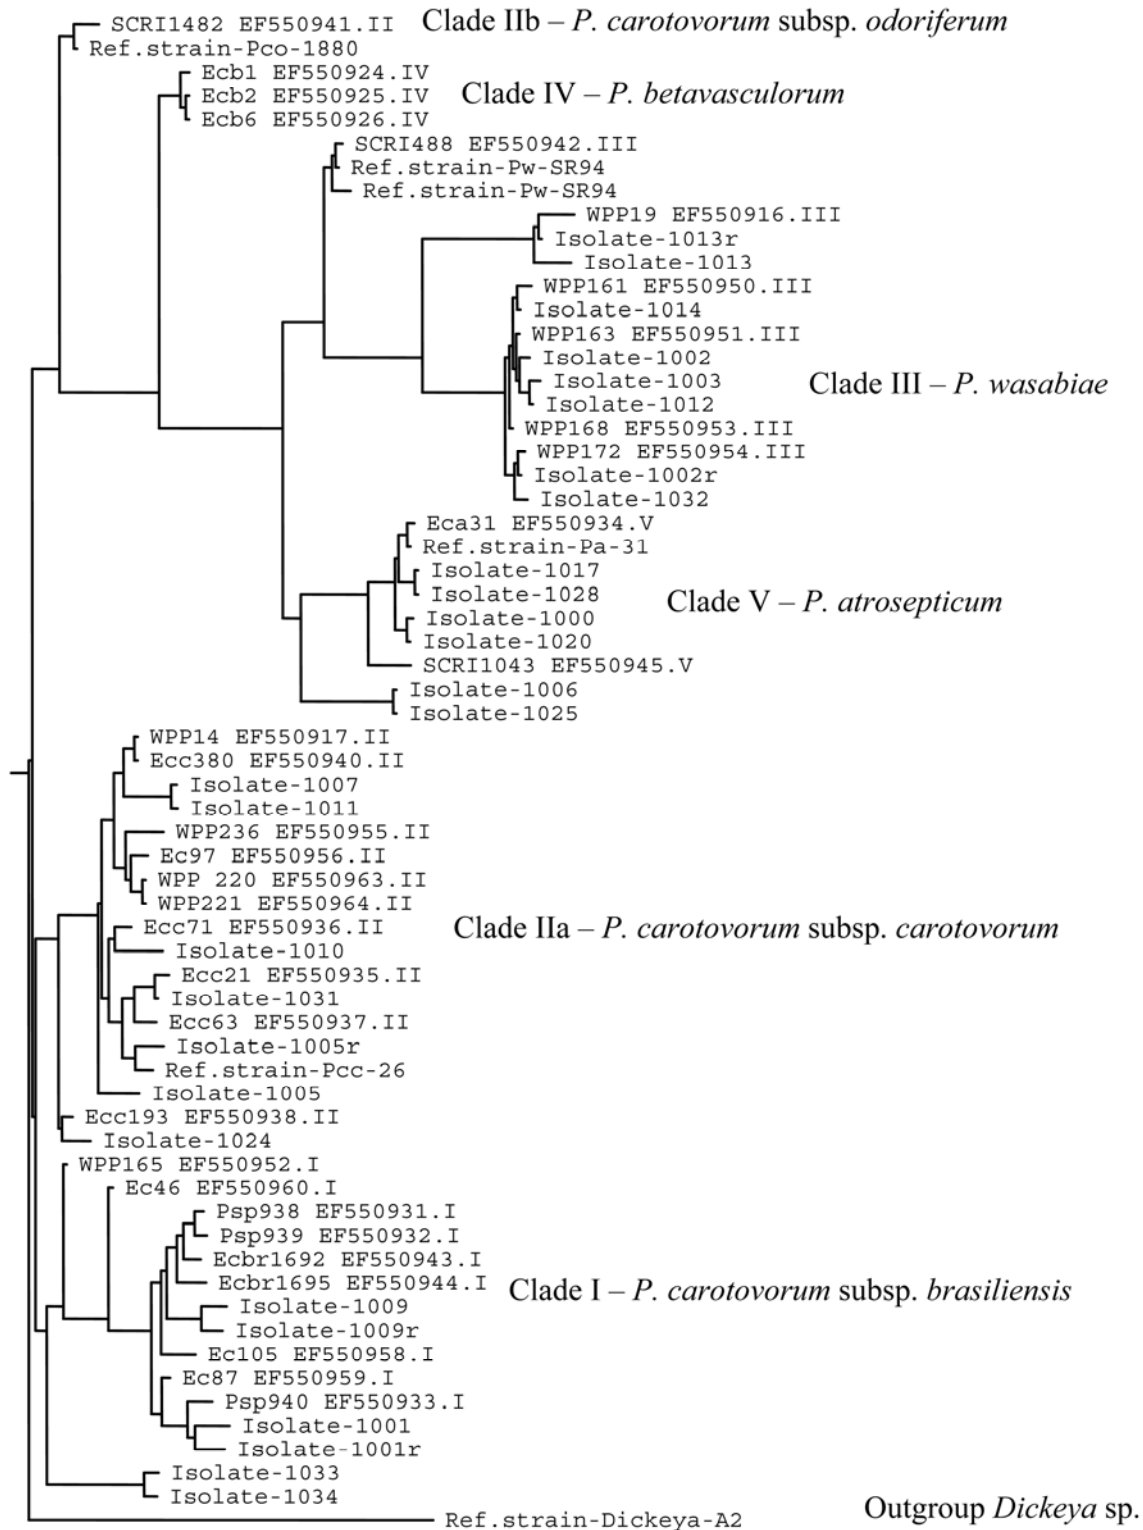 SCRI1482 EF550941.II
Clade IIb – P. carotovorum subsp. odoriferum
Ref.strain-Pco-1880
Ecb1 EF550924.IV
Ecb2 EF550925.IV
Clade IV – P. betavasculorum
Ecb6 EF550926.IV
SCRI488 EF550942.III
Ref.strain-Pw-SR94
Ref.strain-Pw-SR94
WPP19 EF550916.III
Isolate-1013r
Isolate-1013
WPP161 EF550950.III
Isolate-1014
WPP163 EF550951.III
Isolate-1002
Isolate-1003
Clade III – P. wasabiae
Isolate-1012
WPP168 EF550953.III
WPP172 EF550954.III
Isolate-1002r
Isolate-1032
Eca31 EF550934.V
Ref.strain-Pa-31
Isolate-1017
Isolate-1028
Clade V – P. atrosepticum
Isolate-1000
Isolate-1020
SCRI1043 EF550945.V
Isolate-1006
Isolate-1025
WPP14 EF550917.II
Ecc380 EF550940.II
Isolate-1007
Isolate-1011
WPP236 EF550955.II
Ec97 EF550956.II
WPP 220 EF550963.II
WPP221 EF550964.II
Ecc71 EF550936.II
Clade IIa – P. carotovorum subsp. carotovorum
Isolate-1010
Ecc21 EF550935.II
Isolate-1031
Ecc63 EF550937.II
Isolate-1005r
Ref.strain-Pcc-26
Isolate-1005
Ecc193 EF550938.II
Isolate-1024
WPP165 EF550952.I
Ec46 EF550960.I
Psp938 EF550931.I
Psp939 EF550932.I
Ecbr1692 EF550943.I
Ecbr1695 EF550944.I
Clade I – P. carotovorum subsp. brasiliensis
Isolate-1009
Isolate-1009r
Ec105 EF550958.I
Ec87 EF550959.I
Psp940 EF550933.I
Isolate-1001
Isolate-1001r
Isolate-1033
Isolate-1034
Outgroup Dickeya sp.
Ref.strain-Dickeya-A2